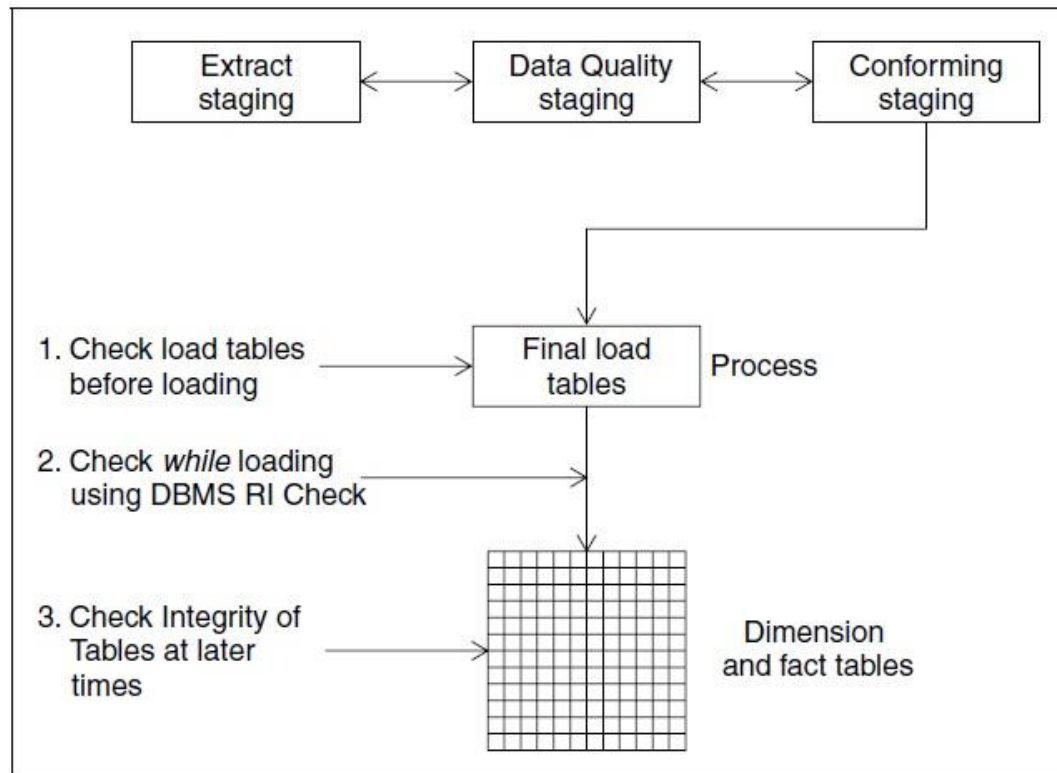 Extract
staging
Data Quality
staging
Conforming
staging
1. Check load tables
before loading
Final load
tables
Process
2. Check while loading
using DBMS RI Check
3. Check Integrity of
Tables at later
times
Dimension
and fact tables